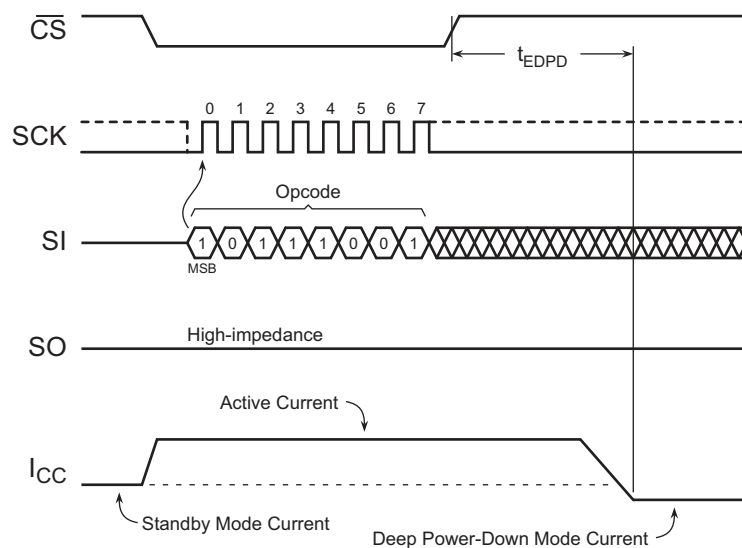 CS
tEDPD
0 1 2 3 4 5 6 7
SCK
Opcode
SI
1 0 1 1 1 0 0 1
MSB
High-impedance
SO
Active Current
ICC
Standby Mode Current
Deep Power-Down Mode Current